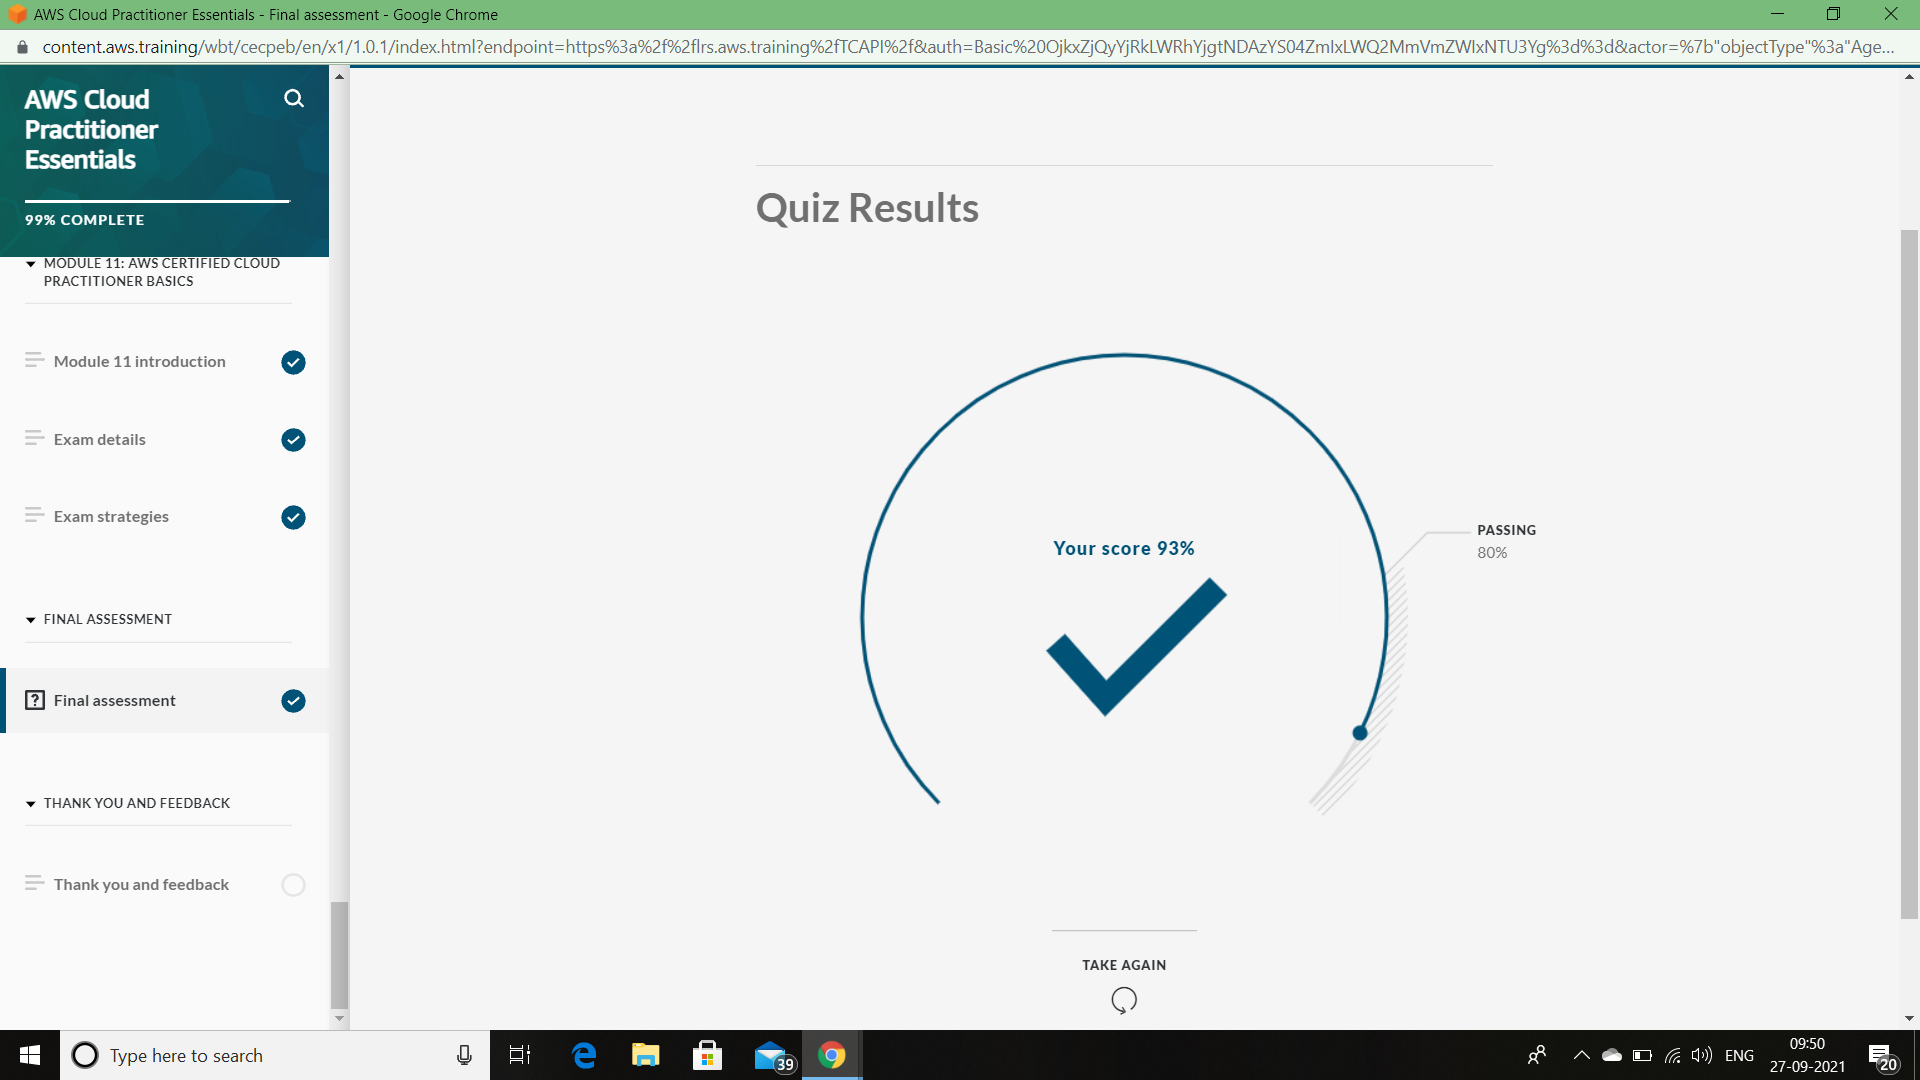 AWS Cloud Practitioner Essentials - Final assessment - Google Chrome
content.aws.training/wbt/cecpeb/en/x1/1.0.1/index.html?endpoint=https%3a%2f%2flrs.aws.training%2fTCAPI%2f&auth=Basic%20OjkxZjQyYjRkLWRhYjgtNDAzYS04ZmIxLWQ2MmVmZWIxNTU3Yg%3d%3d&actor=%7b"objectType"%3a"Age...
AWS Cloud
Practitioner
Essentials
99% COMPLETE
MODULE 11: AWS CERTIFIED CLOUD
PRACTITIONER BASICS
Module 11 introduction
Exam details
Exam strategies
FINAL ASSESSMENT
Final assessment
THANK YOU AND FEEDBACK
Thank you and feedback
Quiz Results
Your score 93%
PASSING
80%
TAKE AGAIN
Type here to search
39
ENG
09:50
27-09-2021
20